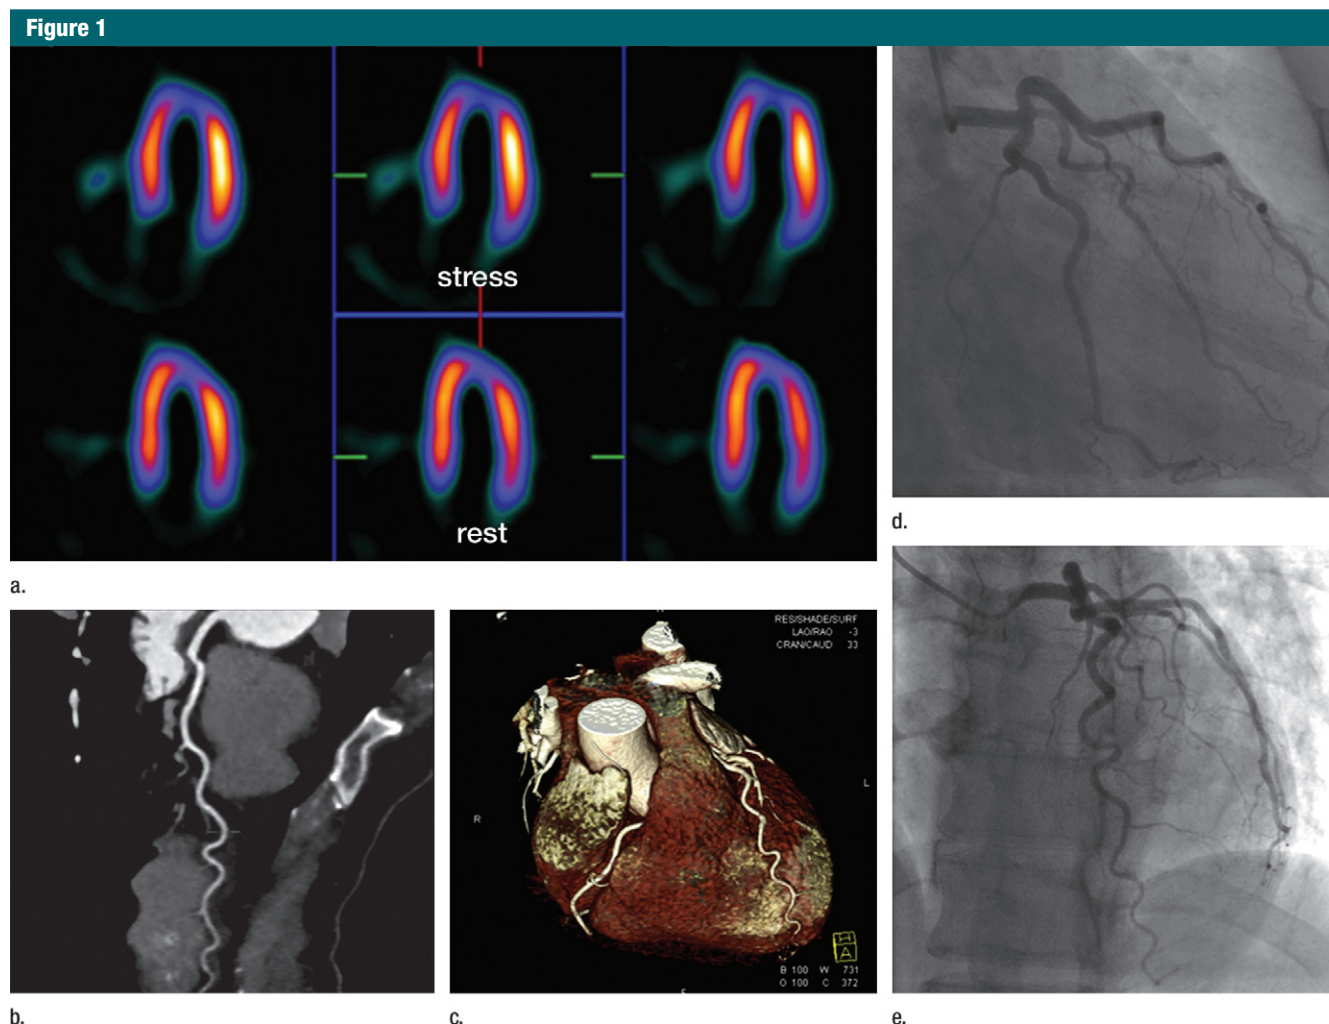 Figure 1
stress
rest
a.
d.
RES/SHADE/SURF
LAO/RAO -3
CRAN/CAUD 33
R
L
H
A
B 100 W 731
O 100 C 372
b.
c.
e.